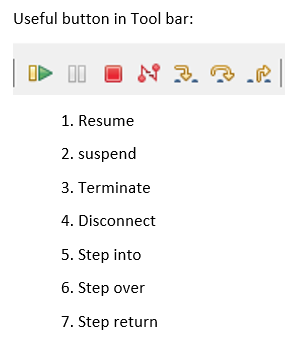 Useful button in Tool bar:
1. Resume
2. suspend
3. Terminate
4. Disconnect
5. Step into
6. Step over
7. Step return